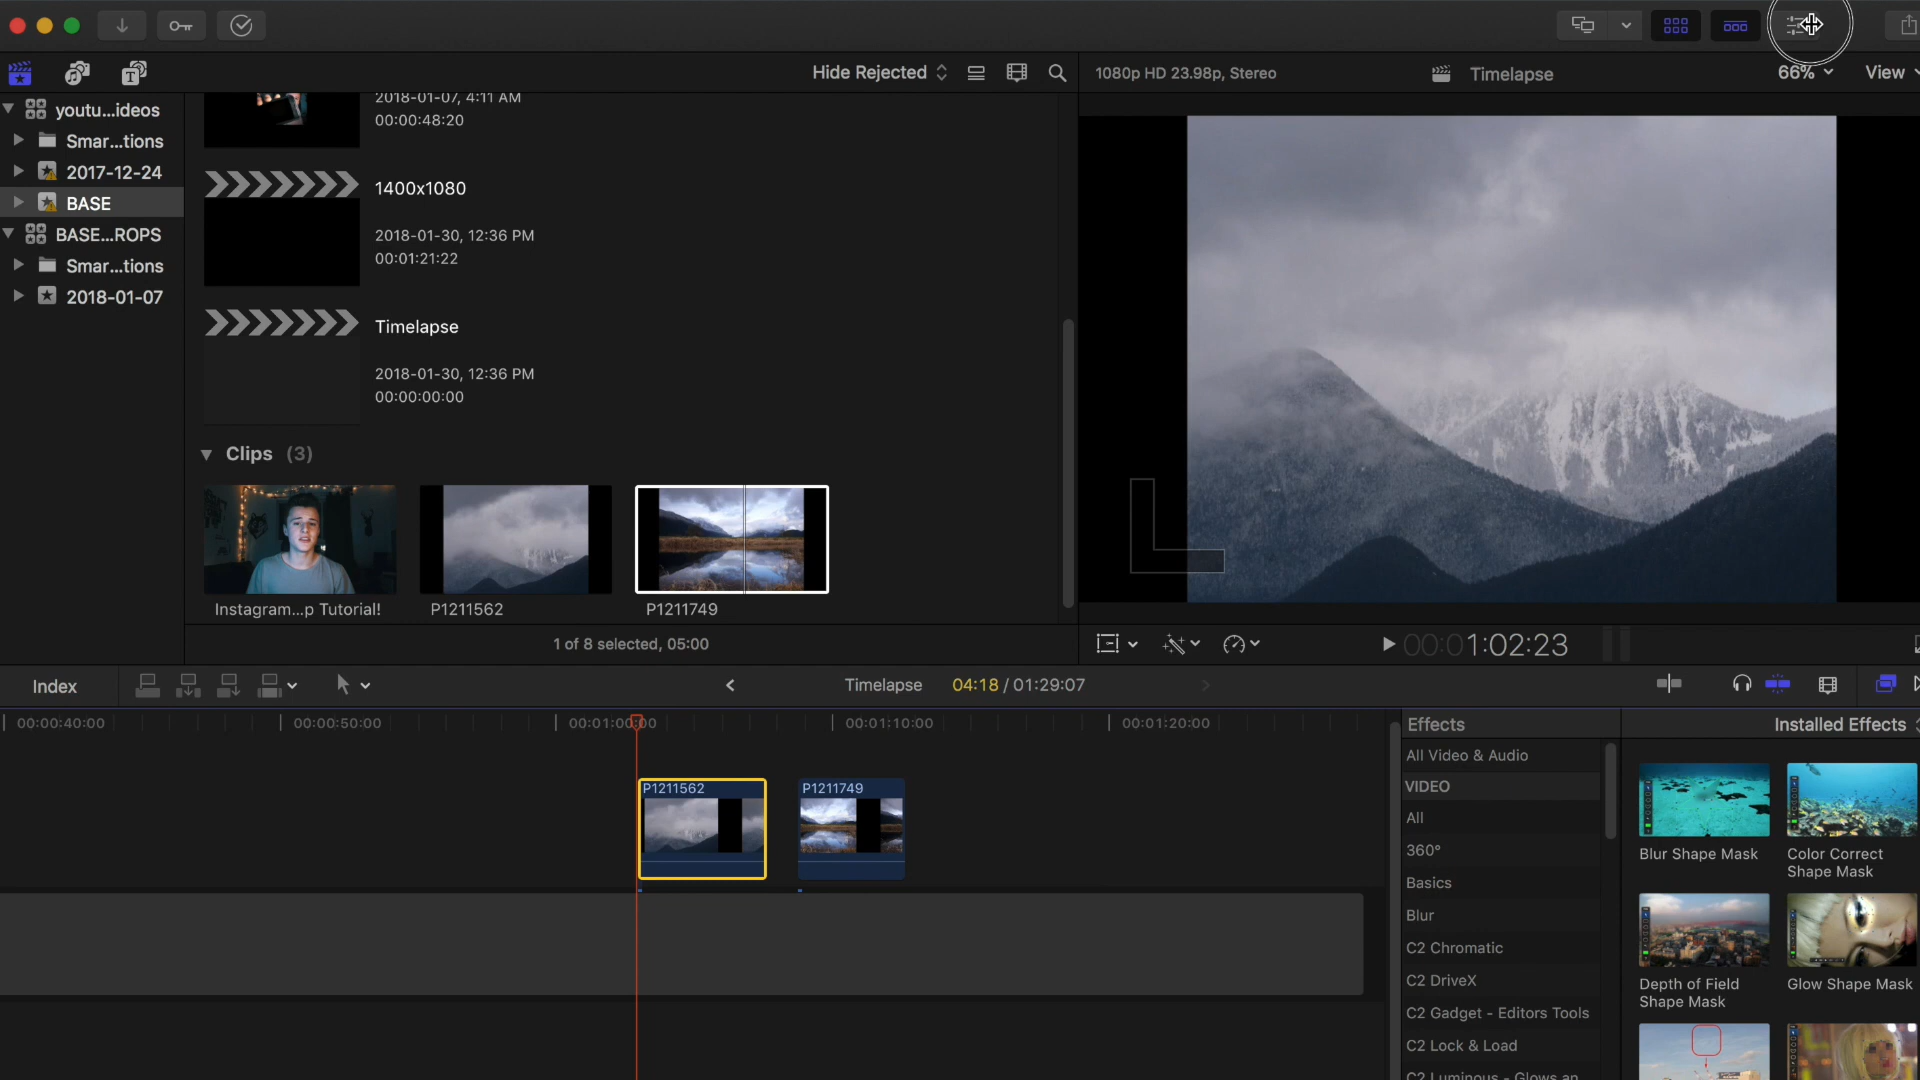 Hide Rejected
1080p HD 23.98p, Stereo
Timelapse
66%
View
youtu...ideos
Smar...tions
2017-12-24
BASE
BASE...ROPS
Smar...tions
2018-01-07
2018-01-07, 4:11 AM
00:00:48:20
1400x1080
2018-01-30, 12:36 PM
00:01:21:22
Timelapse
2018-01-30, 12:36 PM
00:00:00:00
Clips (3)
Instagram...p Tutorial!
P1211562
P1211749
1 of 8 selected, 05:00
00:01:02:23
Index
Timelapse
04:18 / 01:29:07
00:00:40:00
00:00:50:00
00:01:00:00
00:01:10:00
00:01:20:00
P1211562
P1211749
Effects
Installed Effects
All Video & Audio
VIDEO
All
360°
Basics
Blur
C2 Chromatic
C2 DriveX
C2 Gadget - Editors Tools
C2 Lock & Load
C2 Luminous - Glows an
Blur Shape Mask
Color Correct
Shape Mask
Depth of Field
Shape Mask
Glow Shape Mask